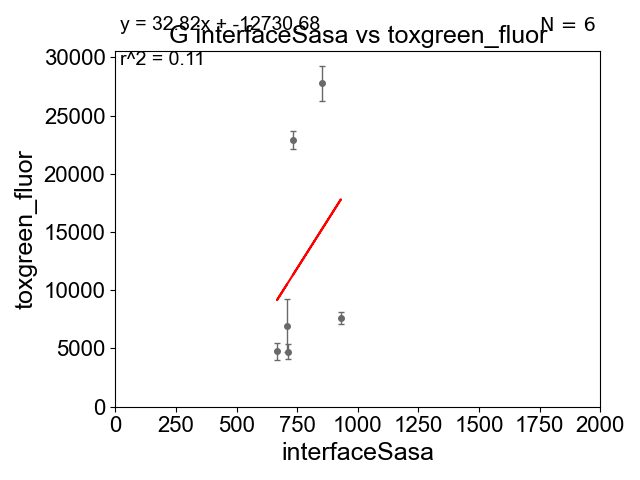 y = 32.82x + -12730.68
N = 6
G interfaceSasa vs toxgreen_fluor
r^2 = 0.11
30000
25000
20000
15000
10000
5000
0
toxgreen_fluor
0 250 500 750 1000 1250 1500 1750 2000
interfaceSasa